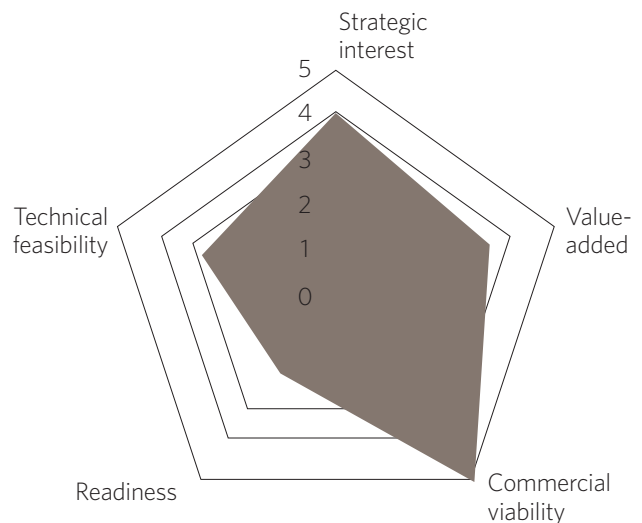 Strategic
interest
5
4
3
2
1
0
Technical
feasibility
Value-
added
Readiness
Commercial
viability